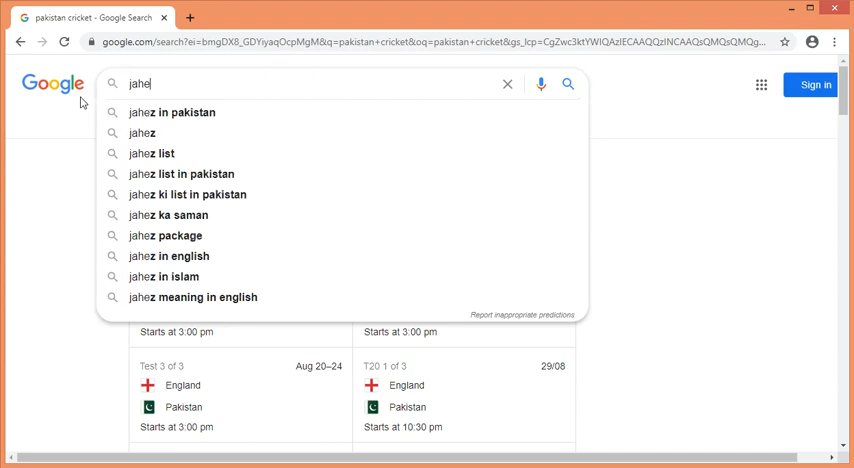 pakistan cricket - Google Search
google.com/search?ei=bmgDX8_GDYiyaqOcpMgM&q=pakistan+cricket&oq=pakistan+cricket&gs_lcp=CgZwc3ktYWIQAzIECAAQQzINCAAQsQMQsQMQg...
Google
jahe
Sign in
jahez in pakistan
jahez
jahez list
jahez list in pakistan
jahez ki list in pakistan
jahez ka saman
jahez package
jahez in english
jahez in islam
jahez meaning in english
Report inappropriate predictions
Starts at 3:00 pm
Starts at 3:00 pm
Test 3 of 3
Aug 20–24
England
Pakistan
Starts at 3:00 pm
T20 1 of 3
29/08
England
Pakistan
Starts at 10:30 pm